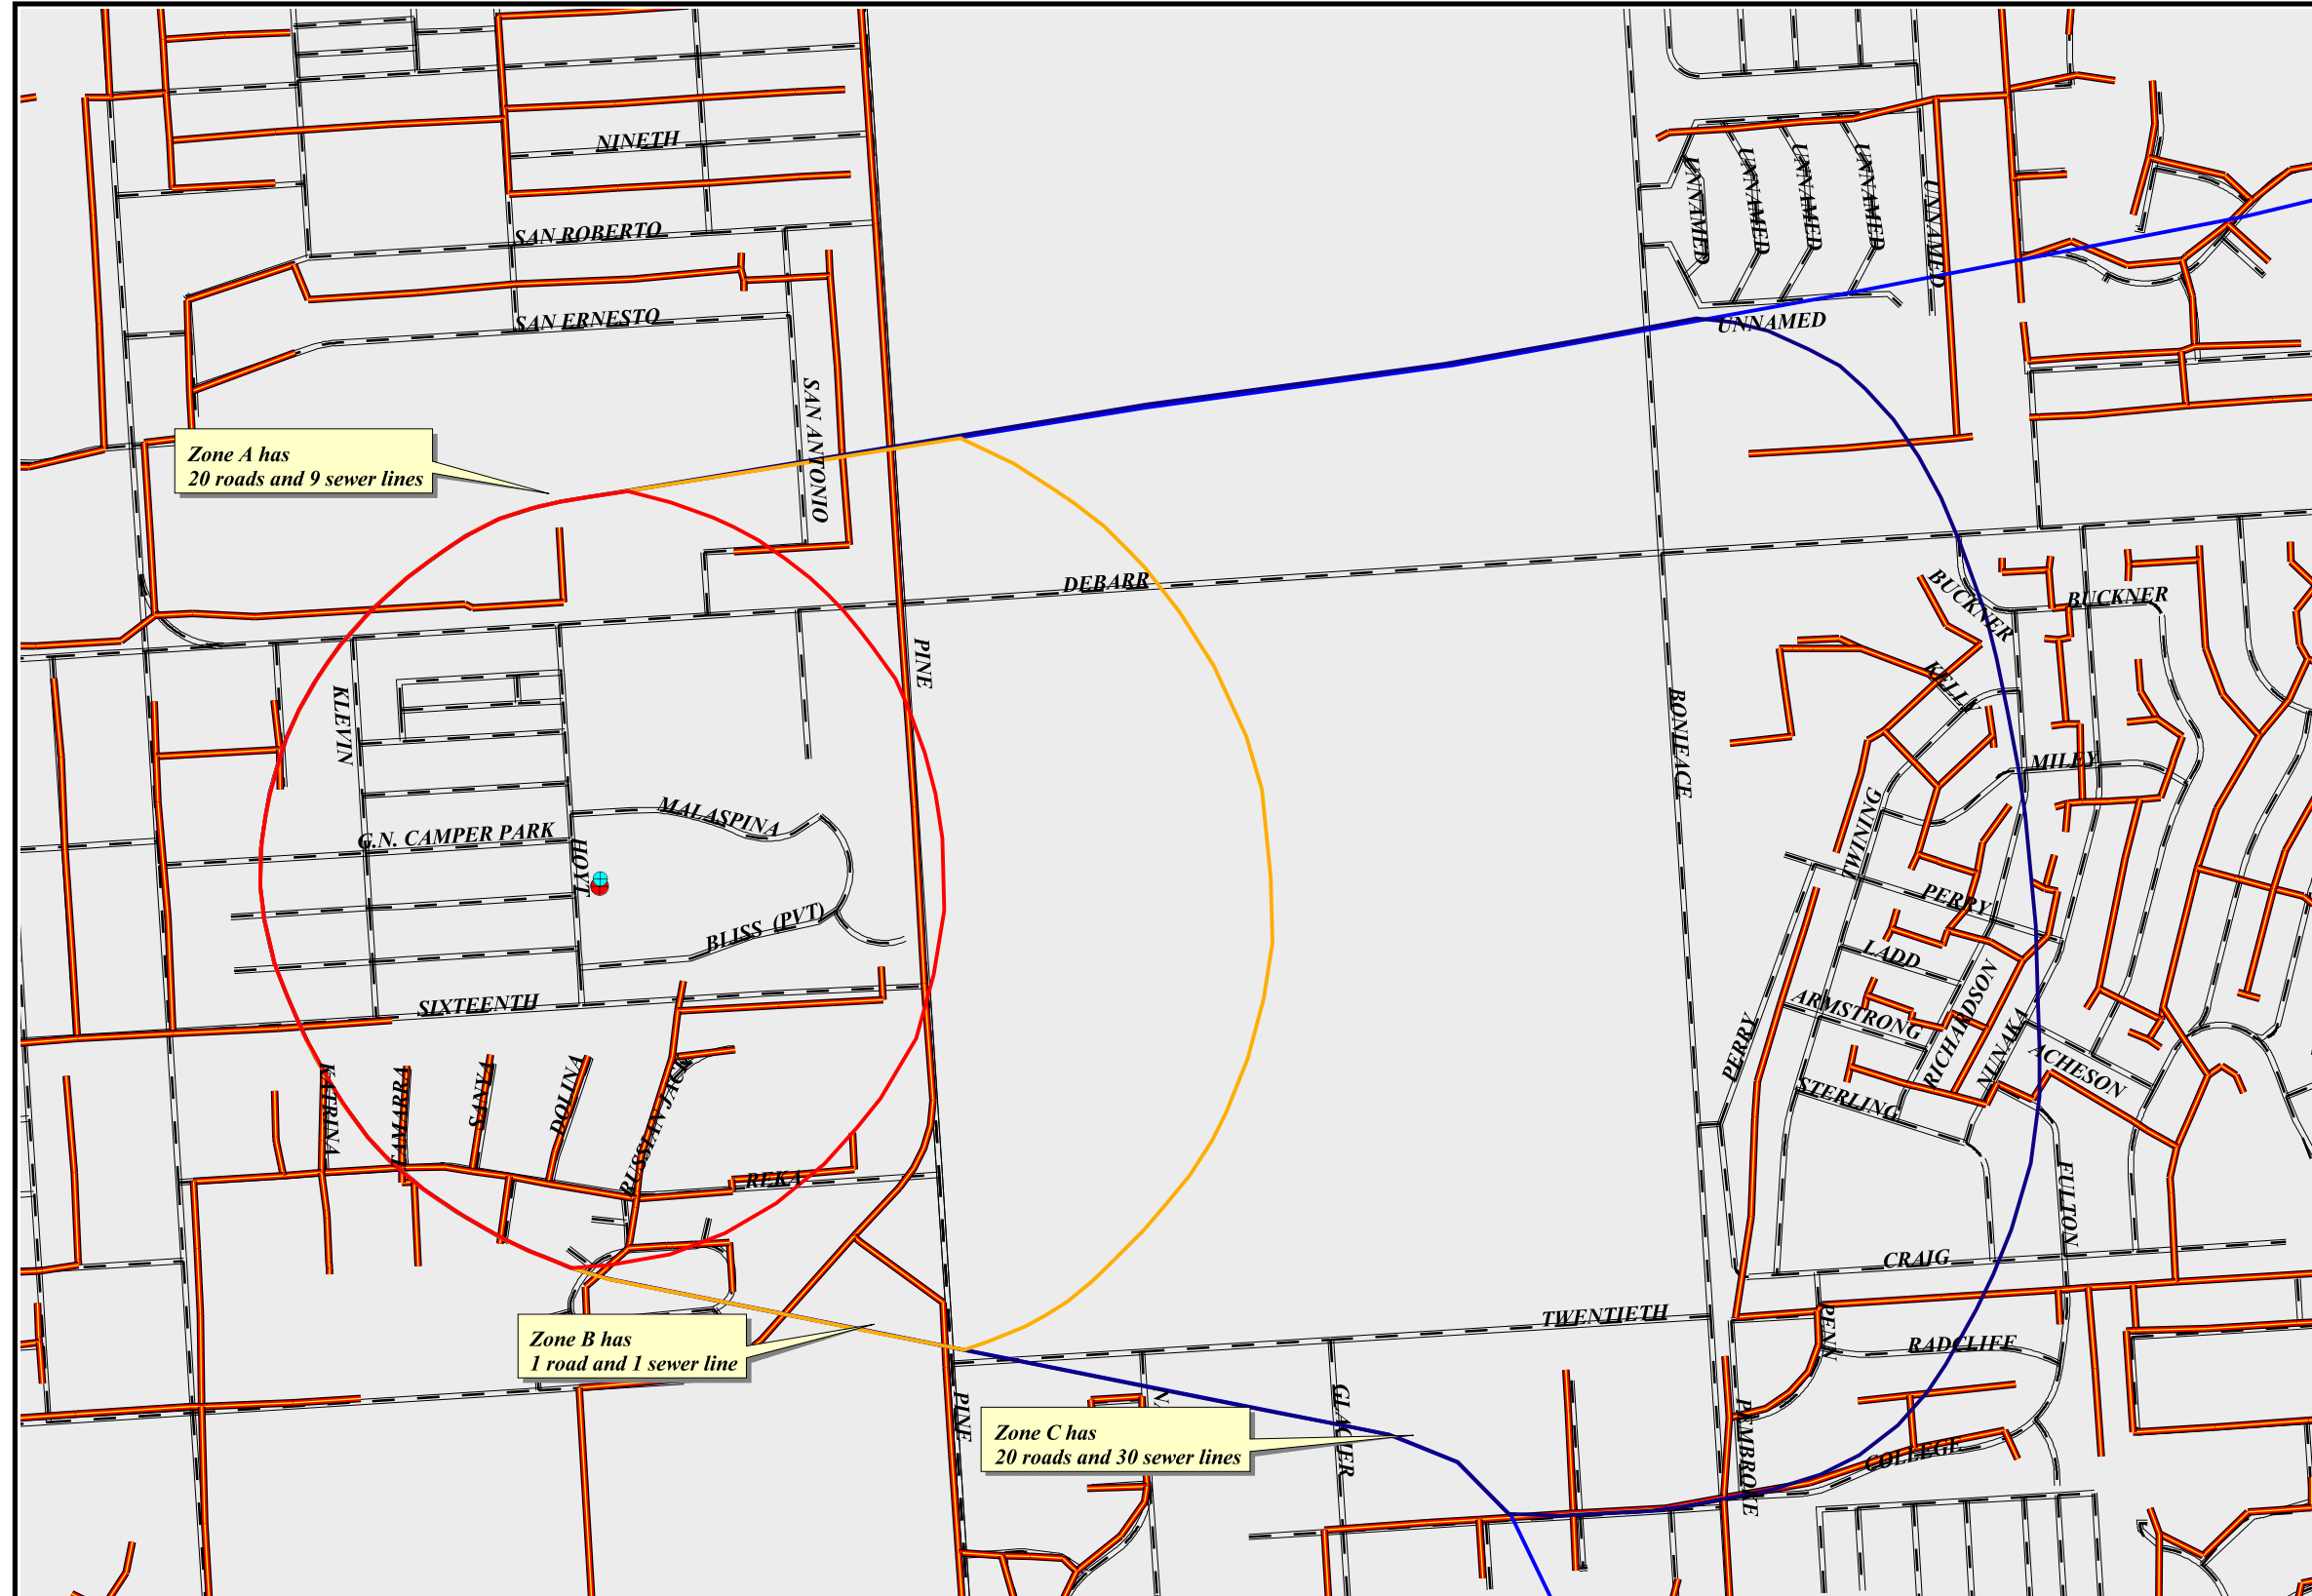 NINETH
SAN ROBERTO
SAN ERNESTO
SAN ANTONIO
UNNAMED
UNNAMED
UNNAMED
UNNAMED
UNNAMED
UNNAMED
Zone A has
20 roads and 9 sewer lines
DEBARR
PINE
BONIFACE
BUCKNER
BUCKNER
KELLY
KLEVIN
MILEY
MALASPINA
G.N. CAMPER PARK
HOYT
TWINING
PERRY
BLISS (PVT)
LADD
SIXTEENTH
ARMSTRONG
RICHARDSON
NUNAKA
PERRY
ACHESON
STERLING
KATRINA
TAMARRA
SANYA
DOLINA
RUSSIAN JACK
REKA
FULTON
CRAIG
TWENTIETH
PENN
RADCLIFF
Zone B has
1 road and 1 sewer line
PINE
GLACIER
PEMBROKE
COLLEGE
Zone C has
20 roads and 30 sewer lines